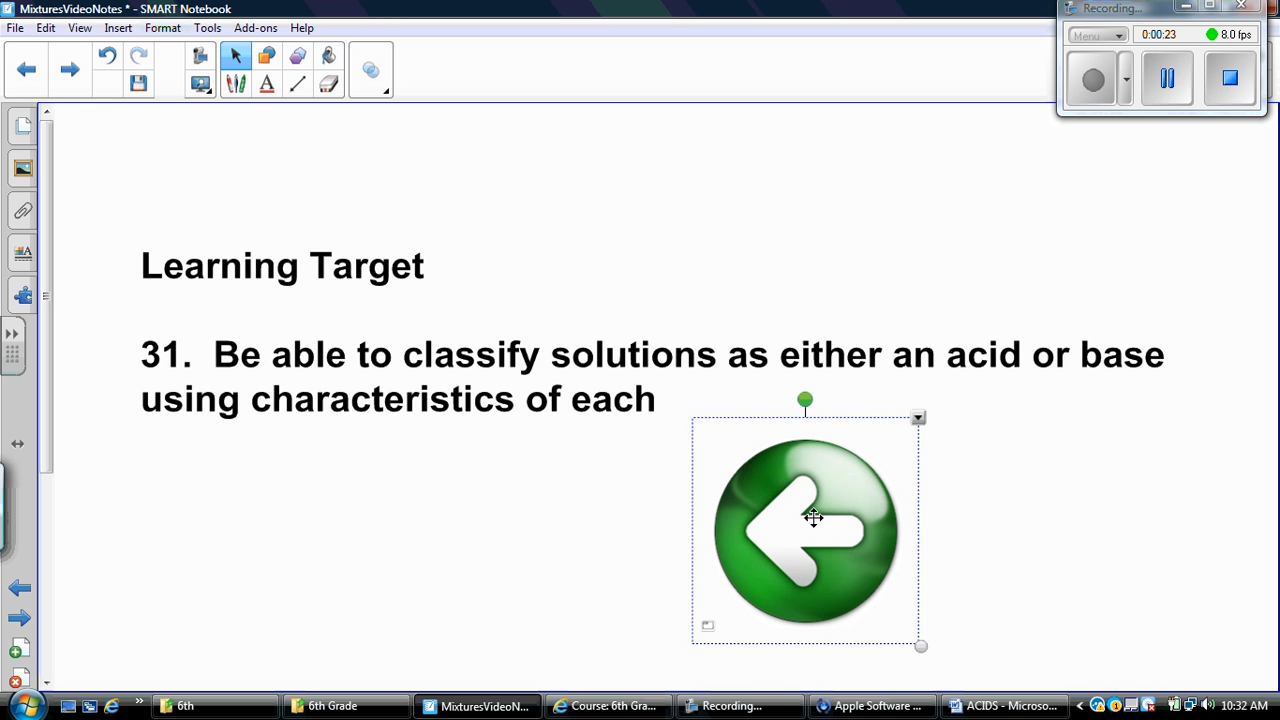 MixturesVideoNotes * - SMART Notebook
Recording...
File Edit View Insert Format Tools Add-ons Help
Menu 0:00:23 8.0 fps
Learning Target
31. Be able to classify solutions as either an acid or base
using characteristics of each
6th 6th Grade MixturesVideoN... Course: 6th Gra... Recording... Apple Software ... ACIDS - Microso... 10:32 AM